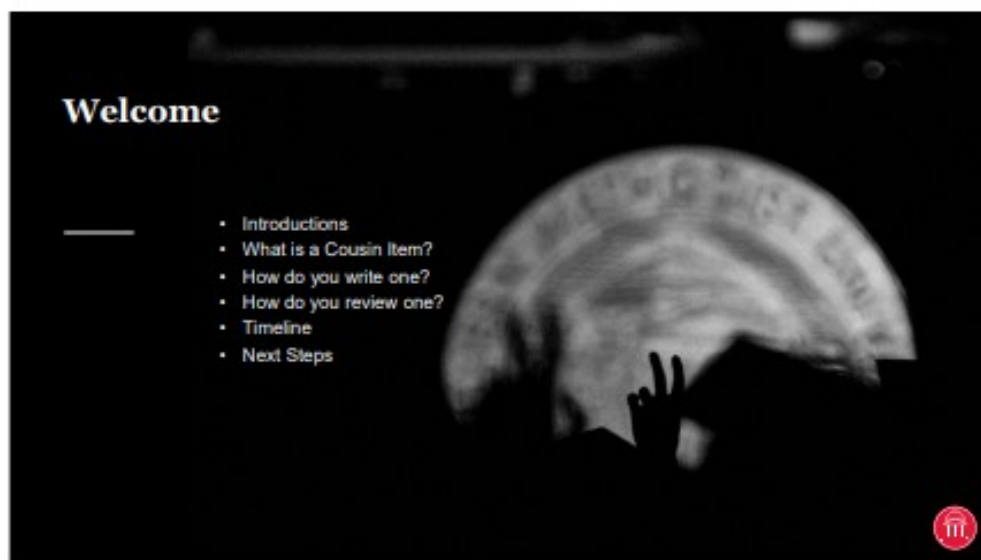 Welcome
• Introductions
• What is a Cousin Item?
• How do you write one?
• How do you review one?
• Timeline
• Next Steps